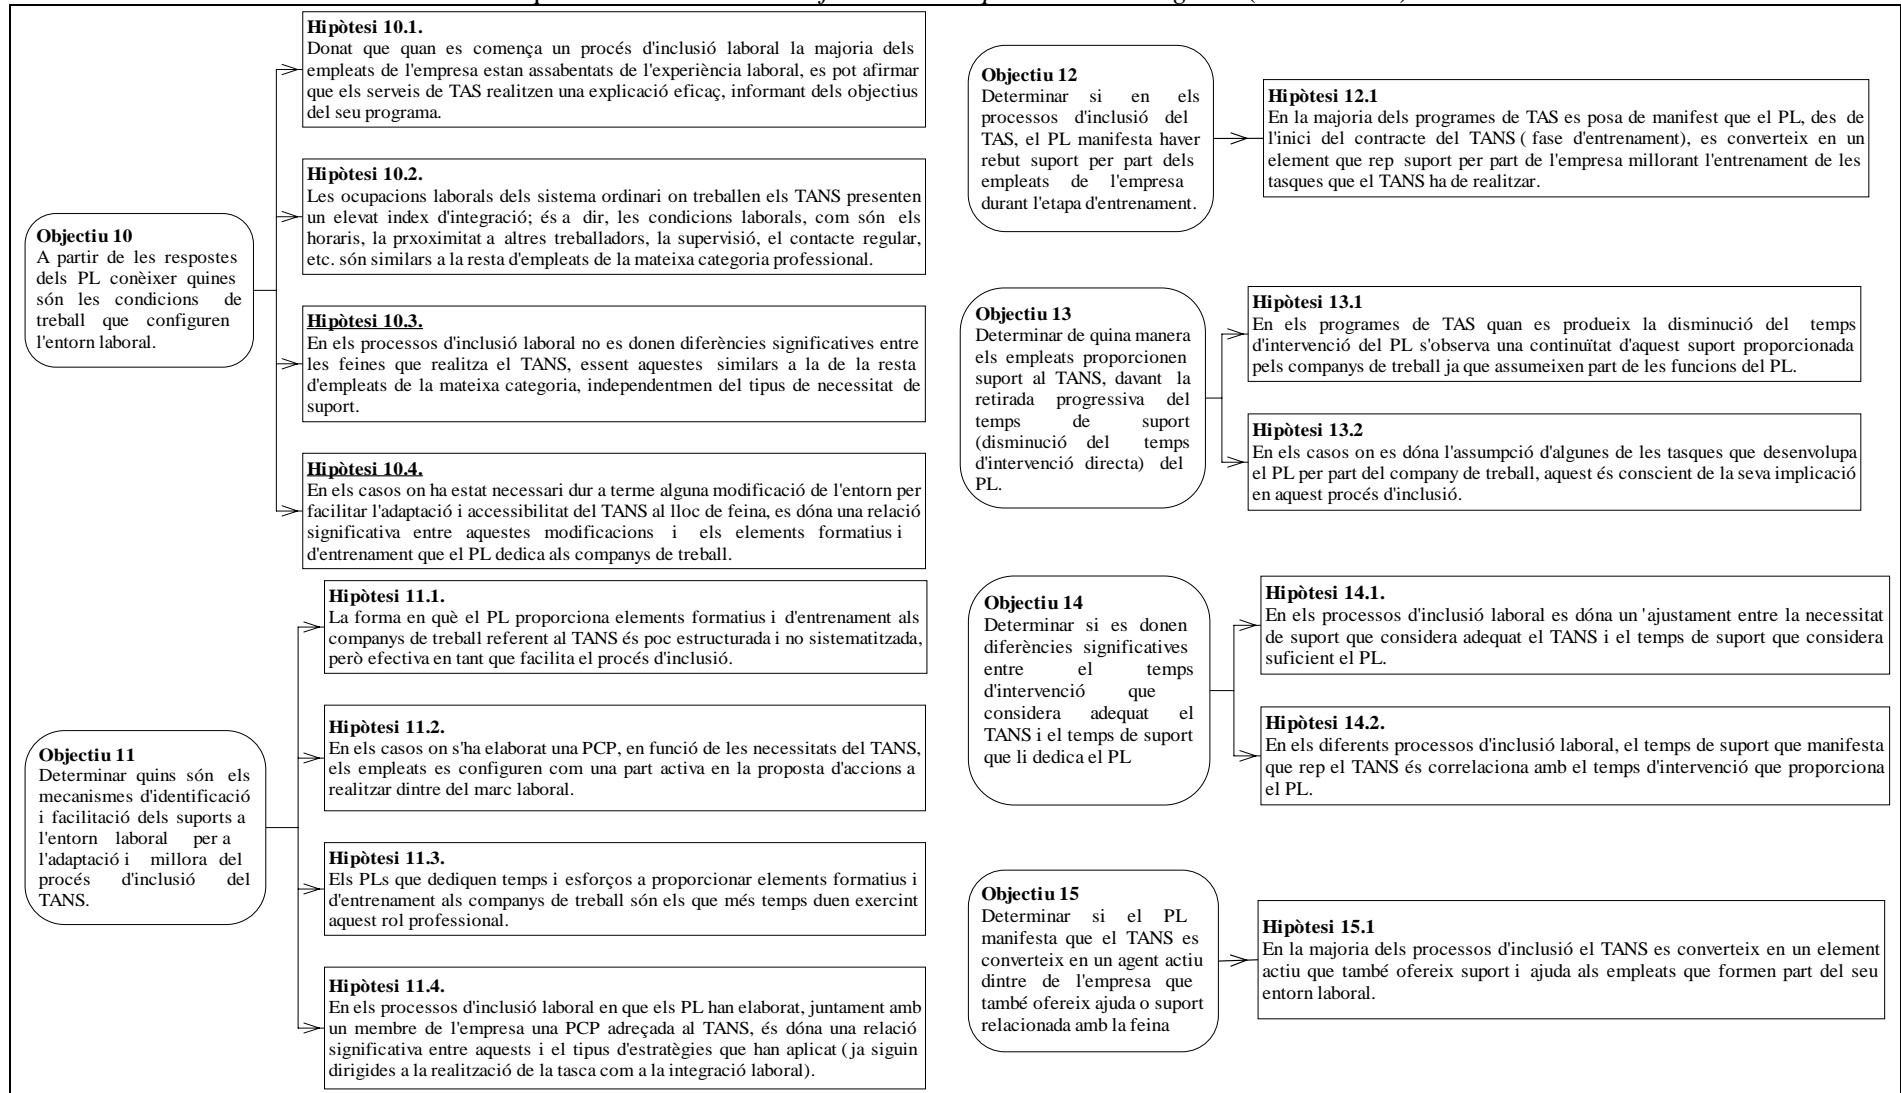 Objectiu 10
A partir de les respostes
dels PL conèixer quines
són les condicions de
treball que configuren
l'entorn laboral.
Hipòtesi 10.1.
Donat que quan es comença un procés d'inclusió laboral la majoria dels
empleats de l'empresa estan assabentats de l'experiència laboral, es pot afirmar
que els serveis de TAS realitzen una explicació eficaç, informant dels objectius
del seu programa.
Hipòtesi 10.2.
Les ocupacions laborals dels sistema ordinari on treballen els TANS presenten
un elevat index d'integració; és a dir, les condicions laborals, com són els
horaris, la prxoximitat a altres treballadors, la supervisió, el contacte regular,
etc. són similars a la resta d'empleats de la mateixa categoria professional.
Hipòtesi 10.3.
En els processos d'inclusió laboral no es donen diferències significatives entre
les feines que realitza el TANS, essent aquestes similars a la de la resta
d'empleats de la mateixa categoria, independentmen del tipus de necessitat de
suport.
Hipòtesi 10.4.
En els casos on ha estat necessari dur a terme alguna modificació de l'entorn per
facilitar l'adaptació i accessibilitat del TANS al lloc de feina, es dóna una relació
significativa entre aquestes modificacions i els elements formatius i
d'entrenament que el PL dedica als companys de treball.
Objectiu 11
Determinar quins són els
mecanismes d'identificació
i facilitació dels suports a
l'entorn laboral per a
l'adaptació i millora del
procés d'inclusió del
TANS.
Hipòtesi 11.1.
La forma en què el PL proporciona elements formatius i d'entrenament als
companys de treball referent al TANS és poc estructurada i no sistematitzada,
però efectiva en tant que facilita el procés d'inclusió.
Hipòtesi 11.2.
En els casos on s'ha elaborat una PCP, en funció de les necessitats del TANS,
els empleats es configuren com una part activa en la proposta d'accions a
realitzar dintre del marc laboral.
Hipòtesi 11.3.
Els PLs que dediquen temps i esforços a proporcionar elements formatius i
d'entrenament als companys de treball són els que més temps duen exercint
aquest rol professional.
Hipòtesi 11.4.
En els processos d'inclusió laboral en que els PL han elaborat, juntament amb
un membre de l'empresa una PCP adreçada al TANS, és dóna una relació
significativa entre aquests i el tipus d'estratègies que han aplicat (ja siguin
dirigides a la realització de la tasca com a la integració laboral).
Objectiu 12
Determinar si en els
processos d'inclusió del
TAS, el PL manifesta haver
rebut suport per part dels
empleats de l'empresa
durant l'etapa d'entrenament.
Hipòtesi 12.1
En la majoria dels programes de TAS es posa de manifest que el PL, des de
l'inici del contracte del TANS ( fase d'entrenament), es converteix en un
element que rep suport per part de l'empresa millorant l'entrenament de les
tasques que el TANS ha de realitzar.
Objectiu 13
Determinar de quina manera
els empleats proporcionen
suport al TANS, davant la
retirada progressiva del
temps de suport
(disminució del temps
d'intervenció directa) del
PL.
Hipòtesi 13.1
En els programes de TAS quan es produeix la disminució del temps
d'intervenció del PL s'observa una continuïtat d'aquest suport proporcionada
pels companys de treball ja que assumeixen part de les funcions del PL.
Hipòtesi 13.2
En els casos on es dóna l'assumpció d'algunes de les tasques que desenvolupa
el PL per part del company de treball, aquest és conscient de la seva implicació
en aquest procés d'inclusió.
Objectiu 14
Determinar si es donen
diferències significatives
entre el temps
d'intervenció que
considera adequat el
TANS i el temps de suport
que li dedica el PL
Hipòtesi 14.1.
En els processos d'inclusió laboral es dóna un 'ajustament entre la necessitat
de suport que considera adequat el TANS i el temps de suport que considera
suficient el PL.
Hipòtesi 14.2.
En els diferents processos d'inclusió laboral, el temps de suport que manifesta
que rep el TANS és correlaciona amb el temps d'intervenció que proporciona
el PL.
Objectiu 15
Determinar si el PL
manifesta que el TANS es
converteix en un agent actiu
dintre de l'empresa que
també ofereix ajuda o suport
relacionada amb la feina
Hipòtesi 15.1
En la majoria dels processos d'inclusió el TANS es converteix en un element
actiu que també ofereix suport i ajuda als empleats que formen part del seu
entorn laboral.